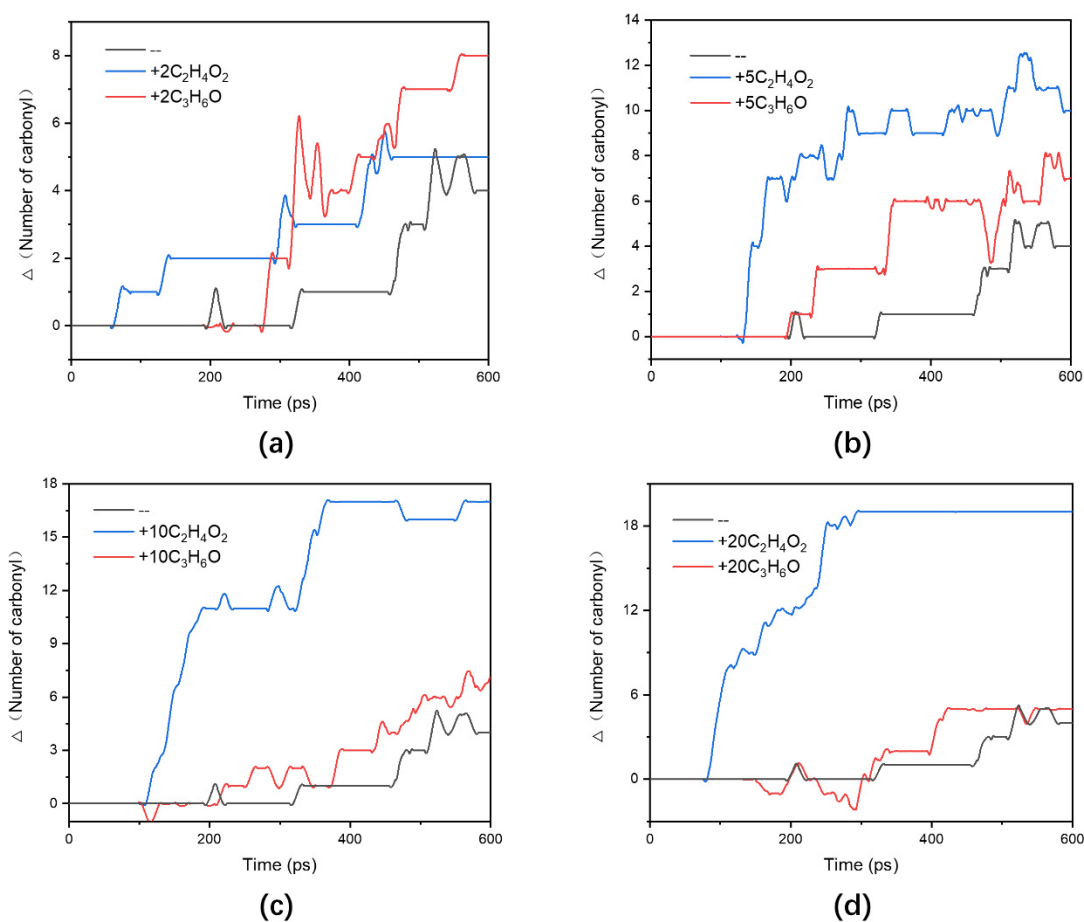 8
6
4
2
0
--
+2C₂H₄O₂
+2C₃H₆O
△ (Number of carbonyl)
0 200 400 600
Time (ps)
(a)
14
12
10
8
6
4
2
0
--
+5C₂H₄O₂
+5C₃H₆O
△ (Number of carbonyl)
0 200 400 600
Time (ps)
(b)
18
15
12
9
6
3
0
--
+10C₂H₄O₂
+10C₃H₆O
△ (Number of carbonyl)
0 200 400 600
Time (ps)
(c)
18
12
6
0
--
+20C₂H₄O₂
+20C₃H₆O
△ (Number of carbonyl)
0 200 400 600
Time (ps)
(d)